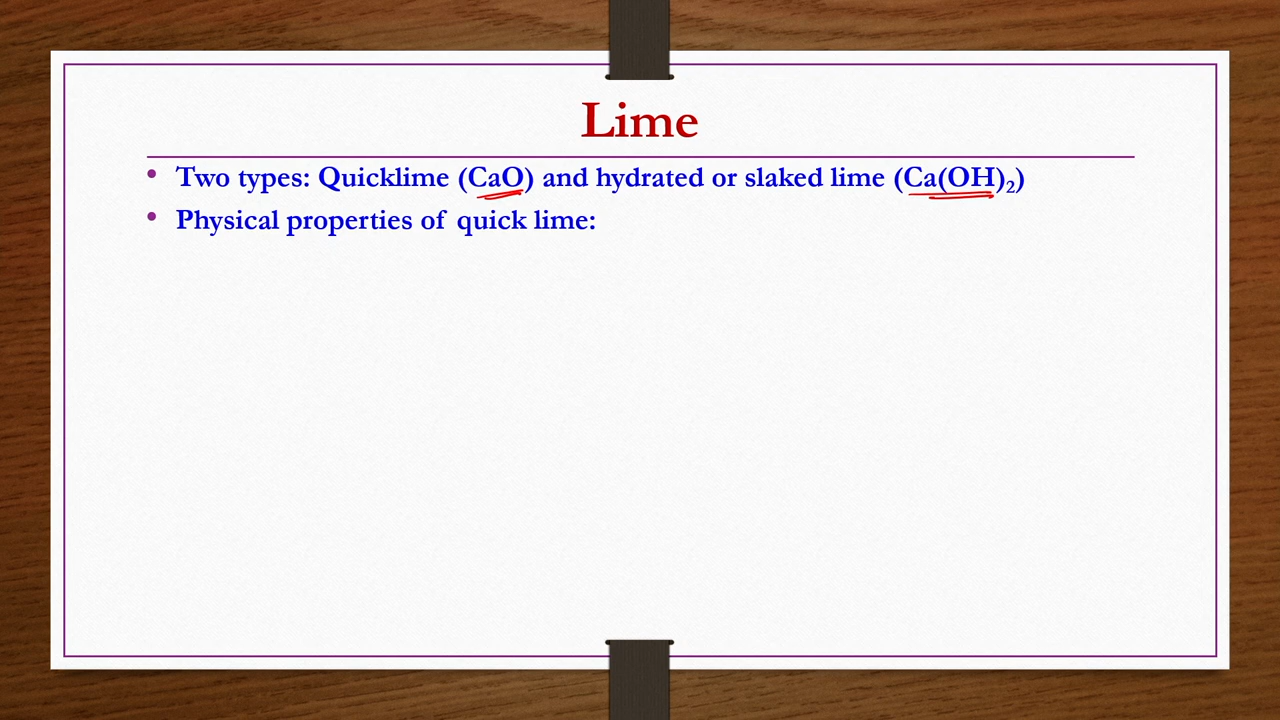 Lime
• Two types: Quicklime (CaO) and hydrated or slaked lime (Ca(OH)₂)
• Physical properties of quick lime: